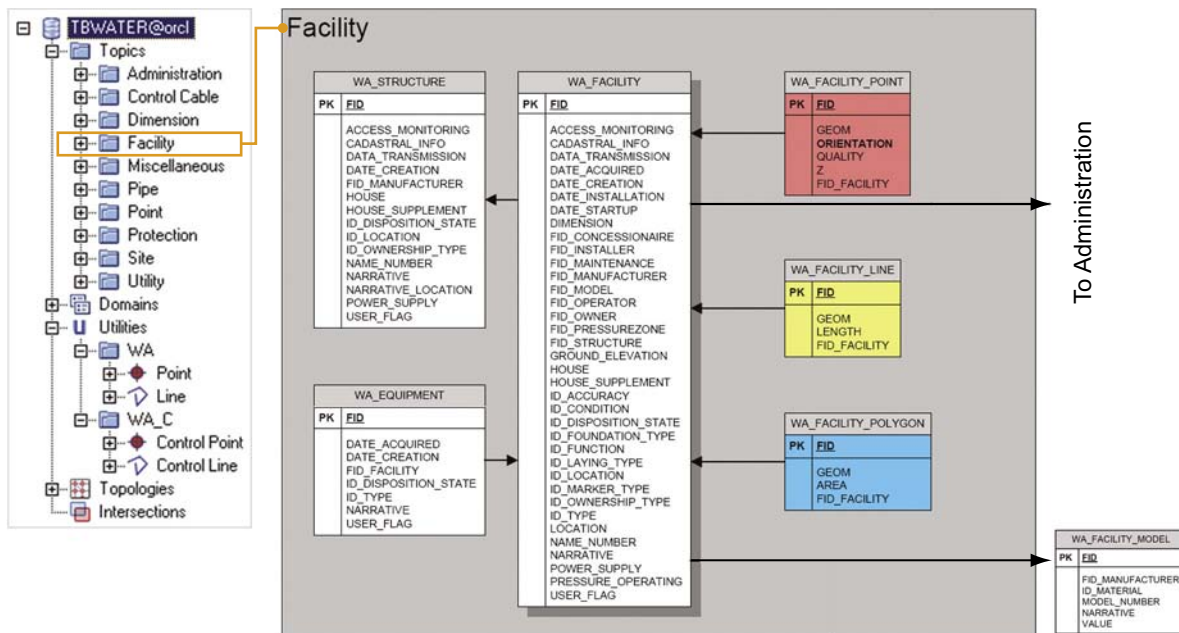 TBWATER@orcl
Topics
Administration
Control Cable
Dimension
Facility
Miscellaneous
Pipe
Point
Protection
Site
Utility
Domains
Utilities
WA
Point
Line
WA_C
Control Point
Control Line
Topologies
Intersections
Facility
WA_STRUCTURE
PK FID
ACCESS_MONITORING
CADASTRAL_INFO
DATA_TRANSMISSION
DATE_CREATION
FID_MANUFACTURER
HOUSE
HOUSE_SUPPLEMENT
ID_DISPOSITION_STATE
ID_LOCATION
ID_OWNERSHIP_TYPE
NAME_NUMBER
NARRATIVE
NARRATIVE_LOCATION
POWER_SUPPLY
USER_FLAG
WA_EQUIPMENT
PK FID
DATE_ACQUIRED
DATE_CREATION
FID_FACILITY
ID_DISPOSITION_STATE
ID_TYPE
NARRATIVE
USER_FLAG
WA_FACILITY
PK FID
ACCESS_MONITORING
CADASTRAL_INFO
DATA_TRANSMISSION
DATE_ACQUIRED
DATE_CREATION
DATE_INSTALLATION
DATE_STARTUP
DIMENSION
FID_CONCESSIONAIRE
FID_INSTALLER
FID_MAINTENANCE
FID_MANUFACTURER
FID_MODEL
FID_OPERATOR
FID_OWNER
FID_PRESSUREZONE
FID_STRUCTURE
GROUND_ELEVATION
HOUSE
HOUSE_SUPPLEMENT
ID_ACCURACY
ID_CONDITION
ID_DISPOSITION_STATE
ID_FOUNDATION_TYPE
ID_FUNCTION
ID_LAYING_TYPE
ID_LOCATION
ID_MARKER_TYPE
ID_OWNERSHIP_TYPE
ID_TYPE
LOCATION
NAME_NUMBER
NARRATIVE
POWER_SUPPLY
PRESSURE_OPERATING
USER_FLAG
WA_FACILITY_POINT
PK FID
GEOM
ORIENTATION
QUALITY
Z
FID_FACILITY
WA_FACILITY_LINE
PK FID
GEOM
LENGTH
FID_FACILITY
WA_FACILITY_POLYGON
PK FID
GEOM
AREA
FID_FACILITY
To Administration
WA_FACILITY_MODEL
PK FID
FID_MANUFACTURER
ID_MATERIAL
MODEL_NUMBER
NARRATIVE
VALUE